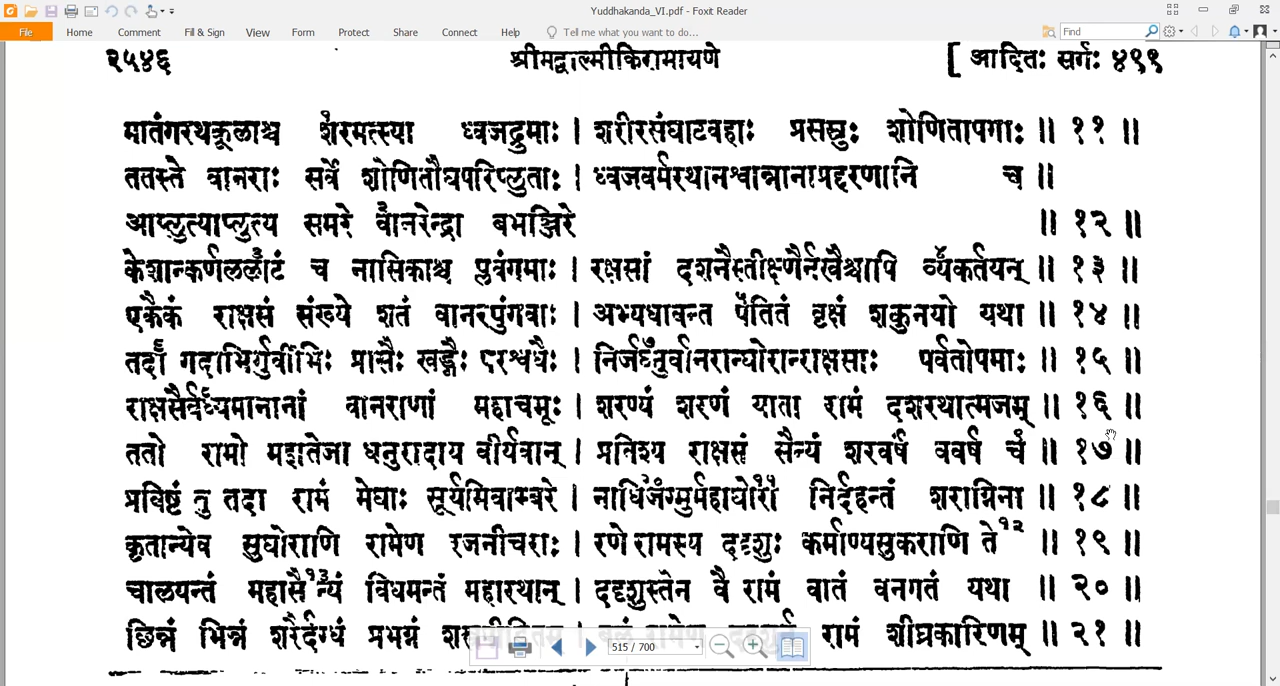 Yuddhakanda_VI.pdf - Foxit Reader
File Home Comment Fill & Sign View Form Protect Share Connect Help Tell me what you want to do... Find
२५४६ श्रीमद्वाल्मीकिरामायणे [ आदितः सर्गः ४९९
मातंगरथकूलाश्च शरमत्स्या ध्वजद्रुमाः | शरीरसंघाटवहाः प्रसस्रुः शोणितापगाः ॥ ११ ॥
ततस्ते वानराः सर्वे शोणितौघपरिप्लुताः | ध्वजवर्मरथानश्वान्नानाप्रहरणानि च ॥
आप्लुत्याप्लुत्य समरे वानरेन्द्रा बभञ्जिरे ॥ १२ ॥
केशान्कर्णललाटं च नासिकाश्च प्लवंगमाः | रक्षसां दशनैस्तीक्ष्णैर्नखैश्चापि व्यकर्तयन् ॥ १३ ॥
एकैकं राक्षसं संख्ये शतं वानरपुंगवाः | अभ्यधावन्त पतितं वृक्षं शकुनयो यथा ॥ १४ ॥
तदा गदाभिर्गुर्वीभिः प्रासैः खड्गैः परश्वधैः | निर्जघ्नुर्वानरान्घोरान्राक्षसाः पर्वतोपमाः ॥ १५ ॥
राक्षसैर्वध्यमानानां वानराणां महाचमूः | शरण्यं शरणं याता रामं दशरथात्मजम् ॥ १६ ॥
ततो रामो महातेजा धनुरादाय वीर्यवान् | प्रविश्य राक्षसं सैन्यं शरवर्षं ववर्ष च ॥ १७ ॥
प्रविष्टं तु तदा रामं मेघाः सूर्यमिवाम्बरे | नाधिजग्मुर्महाघोरा निर्दहन्तं शराग्निना ॥ १८ ॥
कृतान्येव सुघोराणि रामेण रजनीचराः | रणे रामस्य ददृशुः कर्माण्यसुकराणि ते १२ ॥ १९ ॥
चालयन्तं महासैन्यं १३ विधमन्तं महारथान् | ददृशुस्तेन वै रामं वातं वनगतं यथा ॥ २० ॥
छिन्नं भिन्नं शरैर्दग्धं प्रभग्नं रामं शीघ्रकारिणम् ॥ २१ ॥
515 / 700